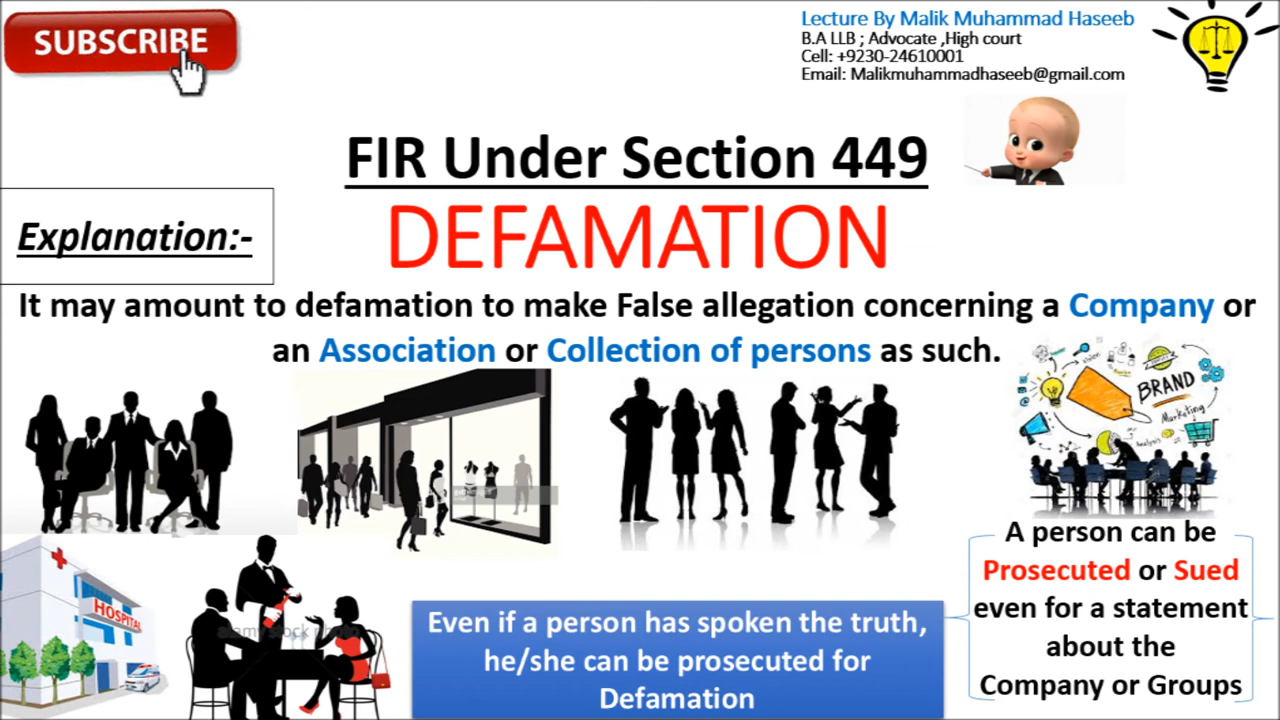 SUBSCRIBE
Lecture By Malik Muhammad Haseeb
B.A LLB ; Advocate ,High court
Cell: +9230-24610001
Email: Malikmuhammadhaseeb@gmail.com
FIR Under Section 449
DEFAMATION
Explanation:-
It may amount to defamation to make False allegation concerning a Company or
an Association or Collection of persons as such.
BRAND
Marketing
HOSPITAL
alamy stock photo
Even if a person has spoken the truth,
he/she can be prosecuted for
Defamation
A person can be
Prosecuted or Sued
even for a statement
about the
Company or Groups